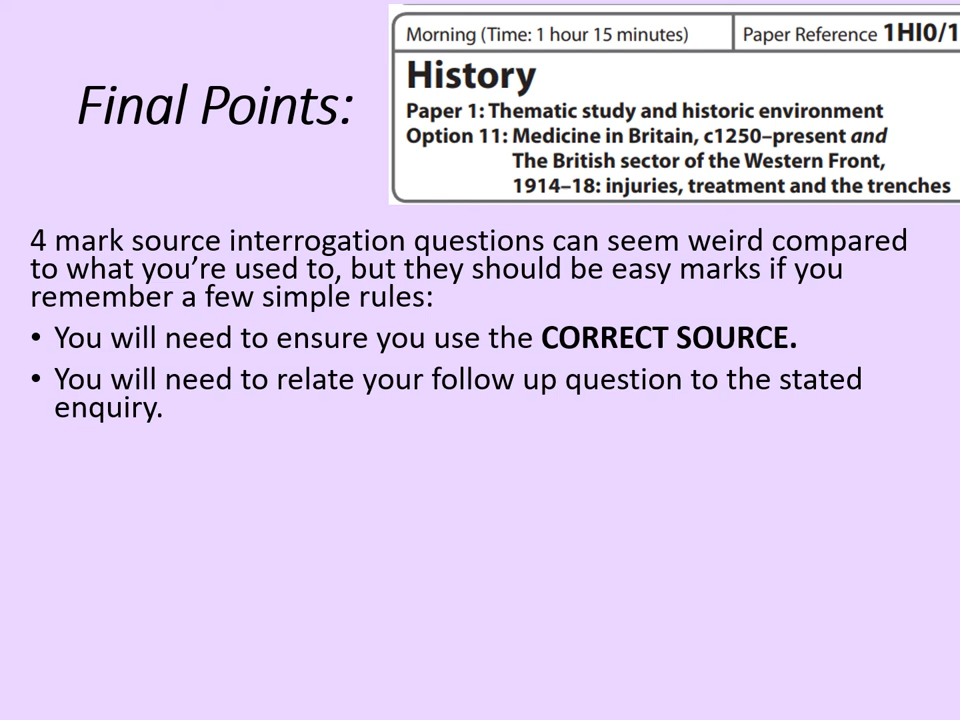 Final Points:
Morning (Time: 1 hour 15 minutes)
Paper Reference 1HI0/1
History
Paper 1: Thematic study and historic environment
Option 11: Medicine in Britain, c1250–present and
The British sector of the Western Front,
1914–18: injuries, treatment and the trenches
4 mark source interrogation questions can seem weird compared
to what you’re used to, but they should be easy marks if you
remember a few simple rules:
• You will need to ensure you use the CORRECT SOURCE.
• You will need to relate your follow up question to the stated
enquiry.